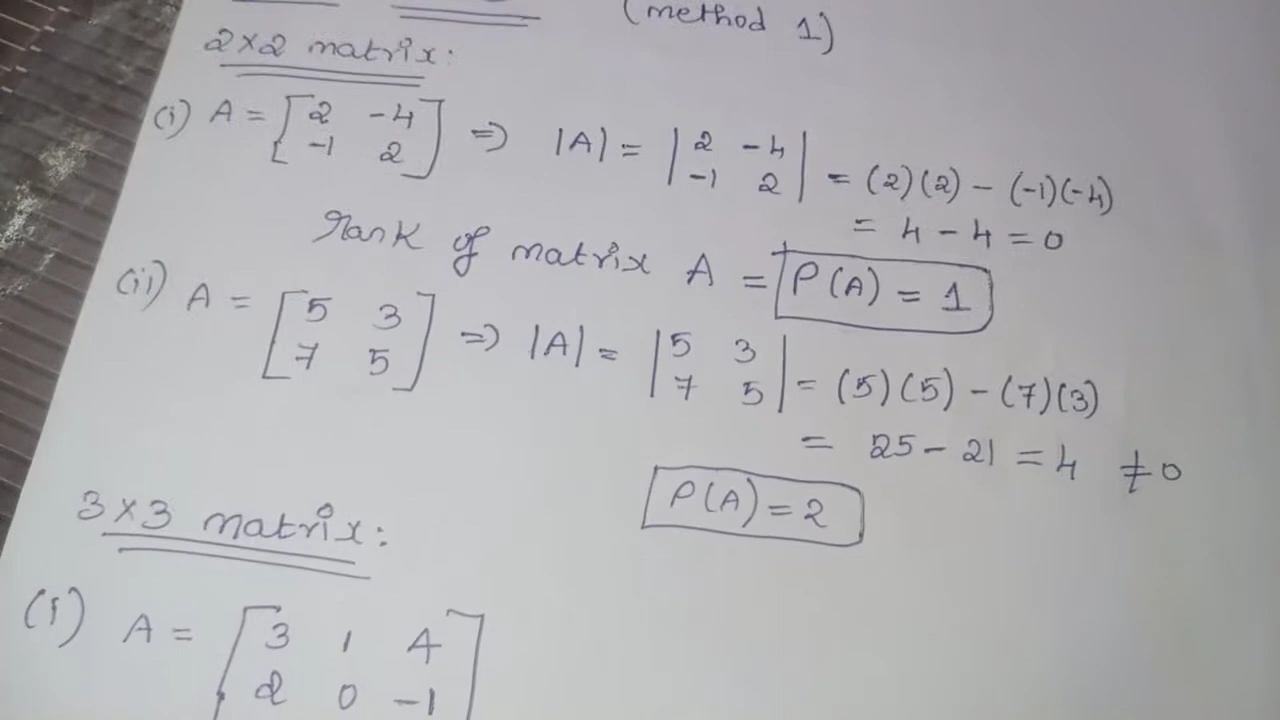 (method 1)
2×2 matrix:
(i) A = [2 -4
-1 2] ⇒ |A| = |2 -4
-1 2| = (2)(2) - (-1)(-4)
= 4 - 4 = 0
rank of matrix A = P(A) = 1
(ii) A = [5 3
7 5] ⇒ |A| = |5 3
7 5| = (5)(5) - (7)(3)
= 25 - 21 = 4 ≠0
P(A) = 2
3×3 matrix:
(i) A = [3 1 4
2 0 -1